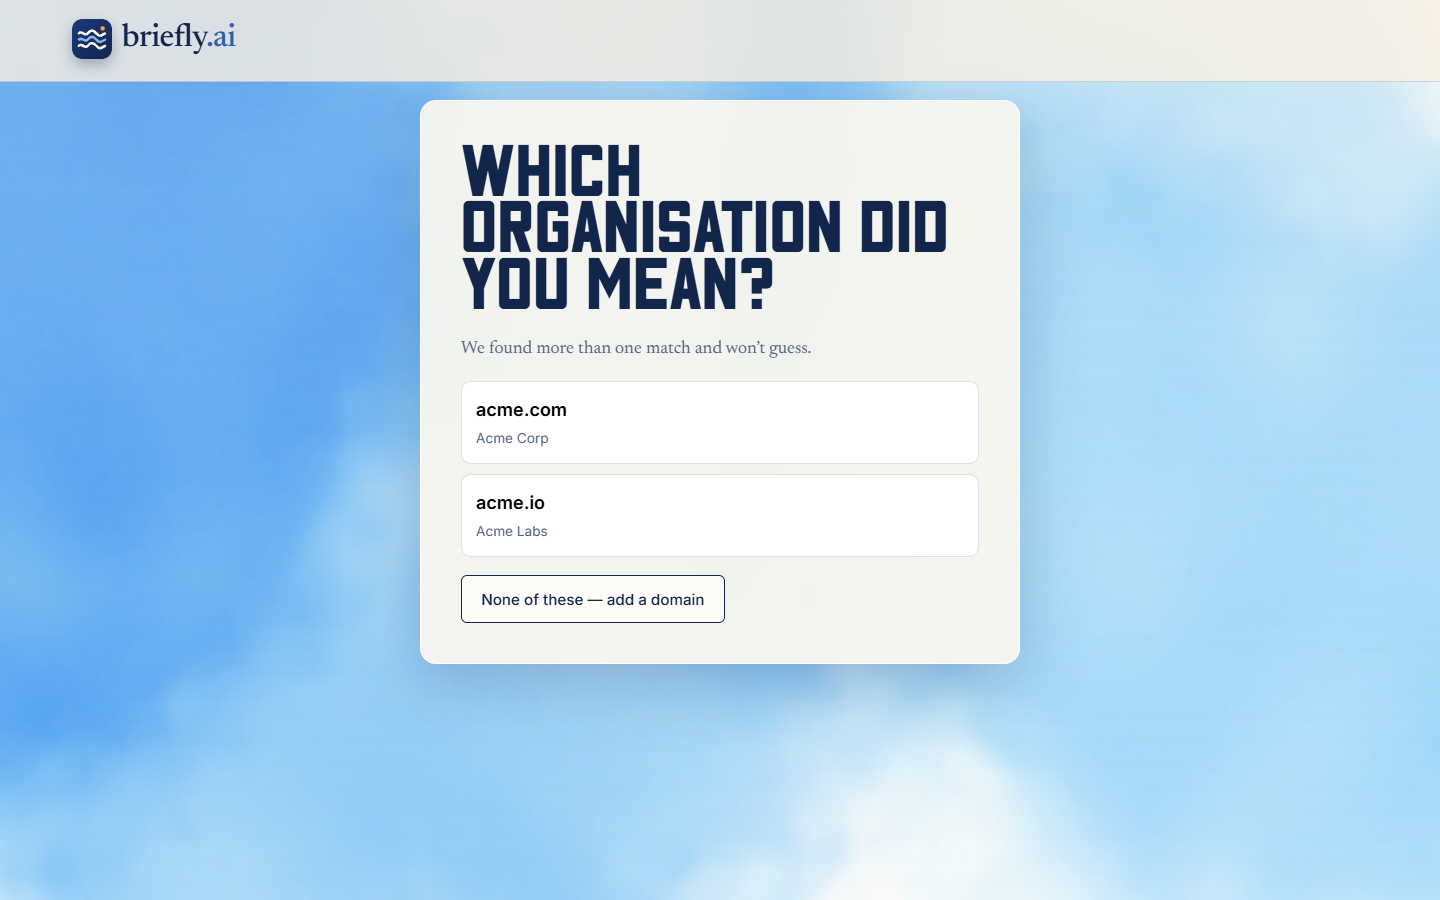 briefly.ai
WHICH
ORGANISATION DID
YOU MEAN?
We found more than one match and won’t guess.
acme.com
Acme Corp
acme.io
Acme Labs
None of these — add a domain